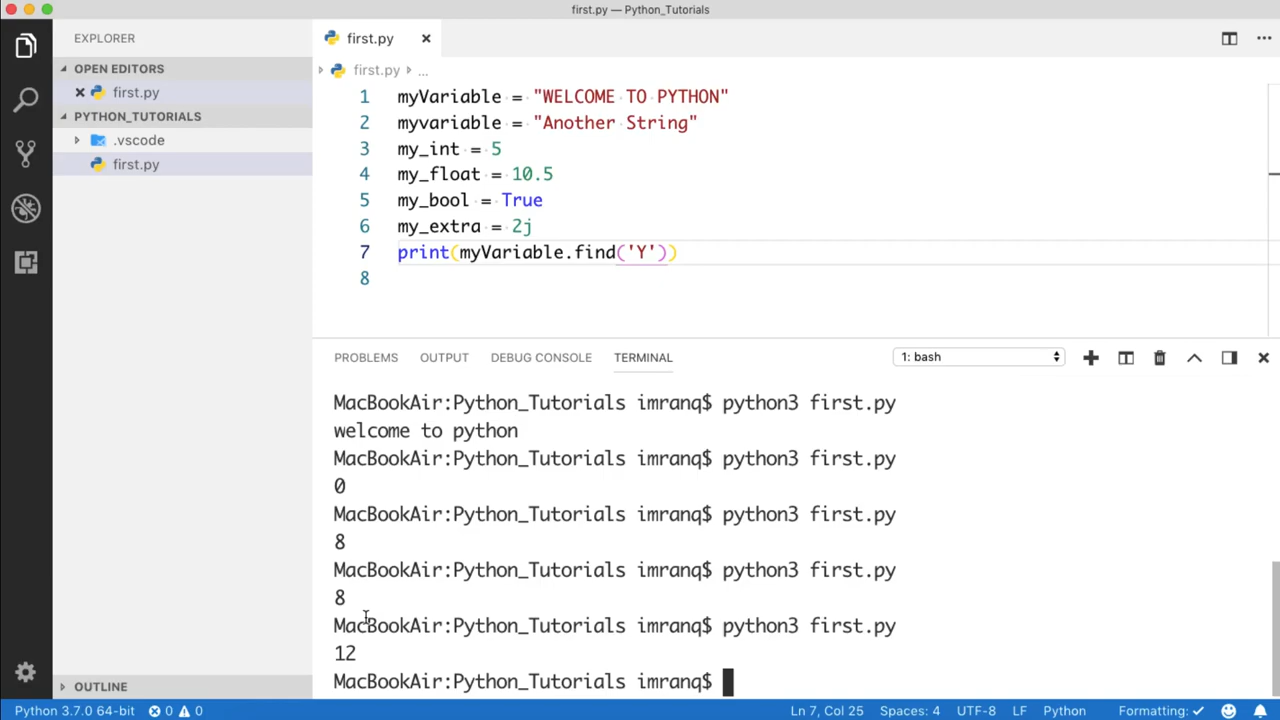 first.py — Python_Tutorials
EXPLORER
OPEN EDITORS
first.py
PYTHON_TUTORIALS
.vscode
first.py
OUTLINE
first.py
first.py ...
1 myVariable = "WELCOME TO PYTHON"
2 myvariable = "Another String"
3 my_int = 5
4 my_float = 10.5
5 my_bool = True
6 my_extra = 2j
7 print(myVariable.find('Y'))
8
PROBLEMS OUTPUT DEBUG CONSOLE TERMINAL 1: bash
MacBookAir:Python_Tutorials imranq$ python3 first.py
welcome to python
MacBookAir:Python_Tutorials imranq$ python3 first.py
0
MacBookAir:Python_Tutorials imranq$ python3 first.py
8
MacBookAir:Python_Tutorials imranq$ python3 first.py
8
MacBookAir:Python_Tutorials imranq$ python3 first.py
12
MacBookAir:Python_Tutorials imranq$
Python 3.7.0 64-bit 0 0 Ln 7, Col 25 Spaces: 4 UTF-8 LF Python Formatting: ✓